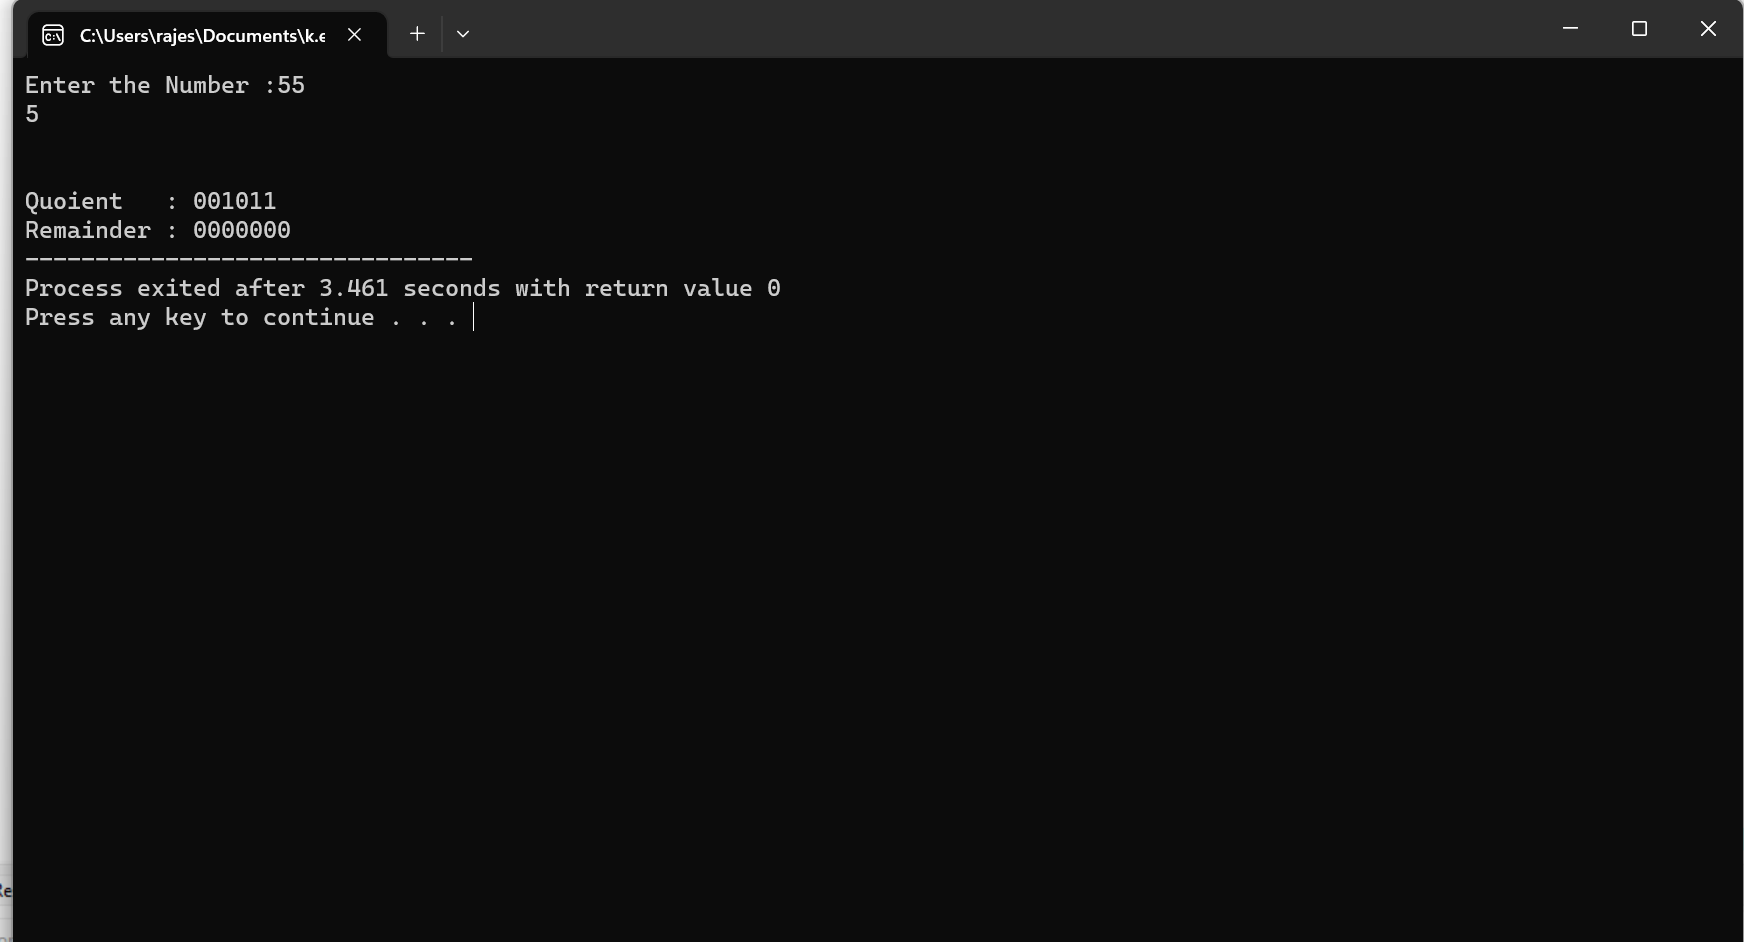 C:\Users\rajes\Documents\k.e
Enter the Number :55
5
Quoient   : 001011
Remainder : 0000000
--------------------------------
Process exited after 3.461 seconds with return value 0
Press any key to continue . . .
Re